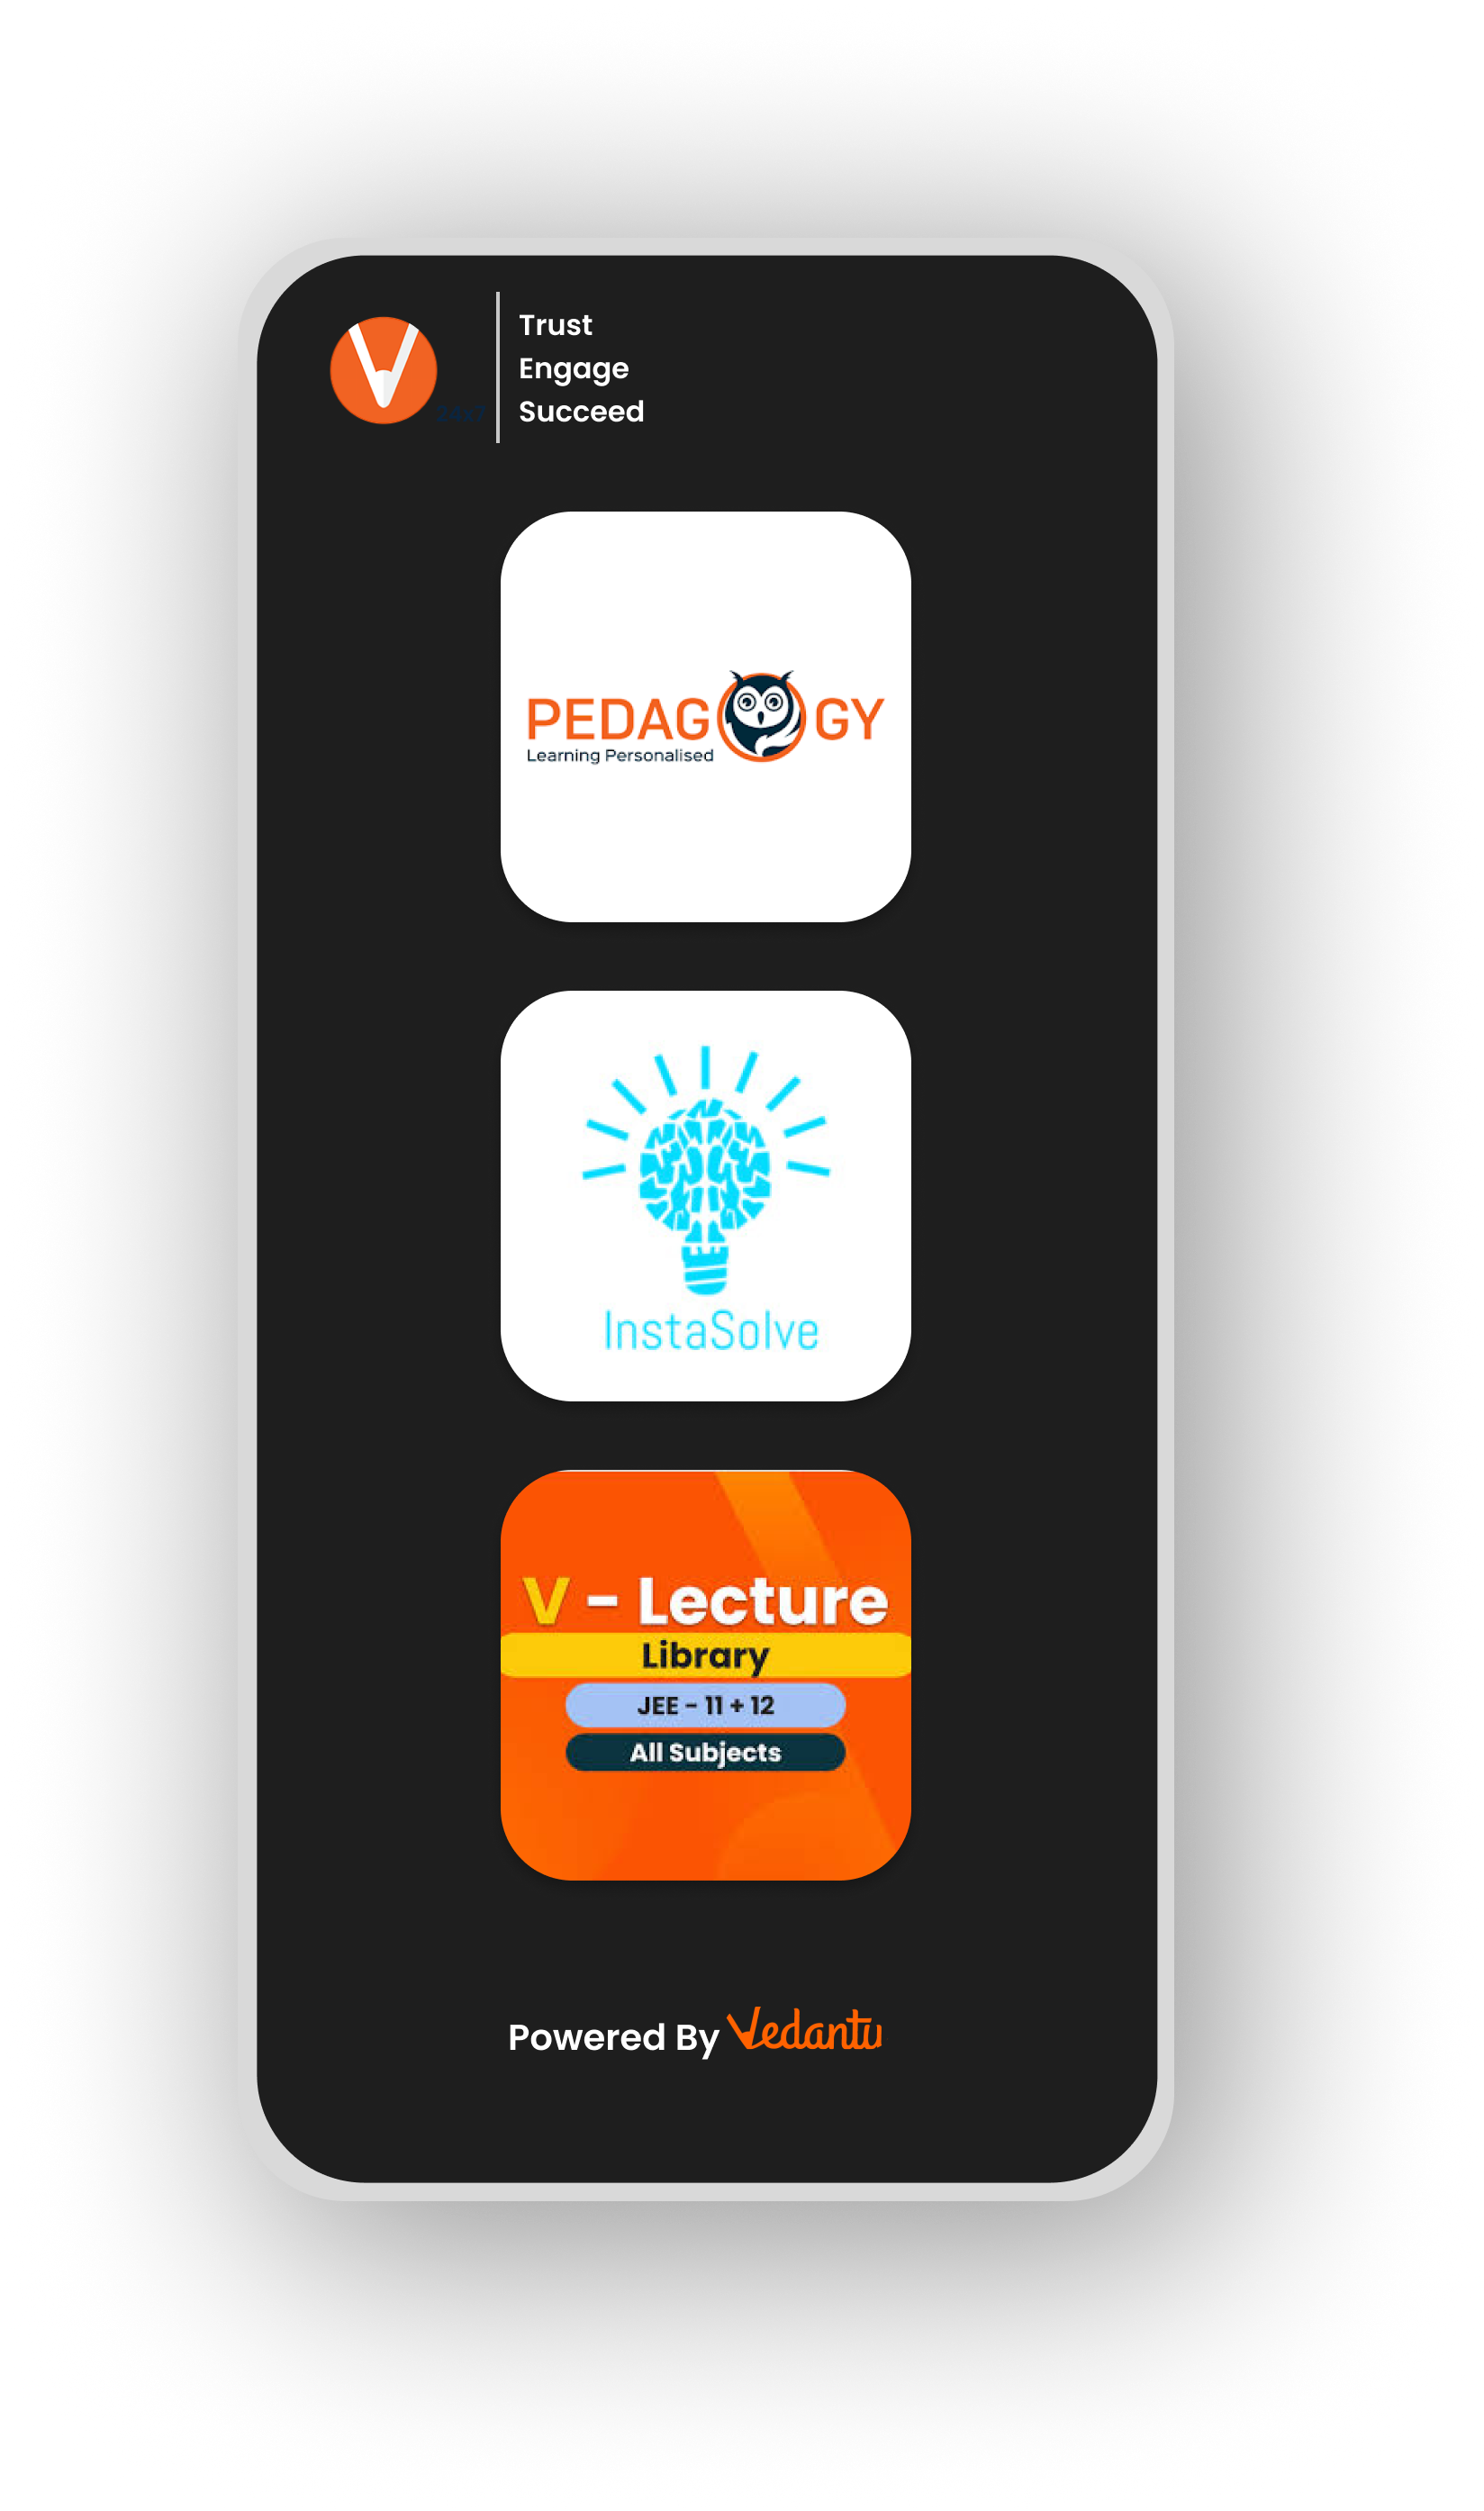 Trust
Engage
Succeed
PEDAGOGY
Learning Personalised
InstaSolve
V - Lecture
Library
JEE - 11 + 12
All Subjects
Powered By Vedantu